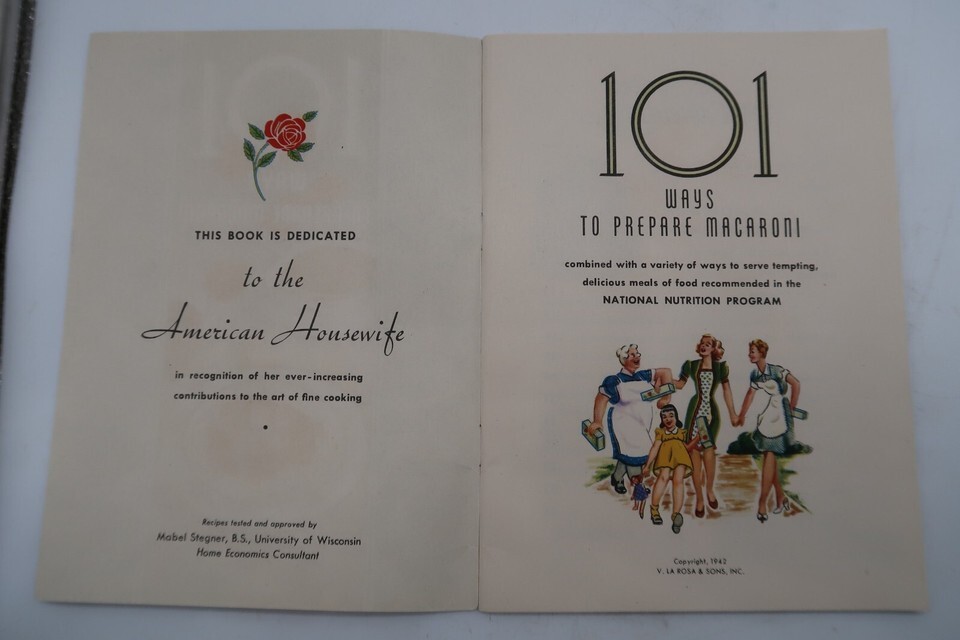 THIS BOOK IS DEDICATED
to the
American Housewife
in recognition of her ever-increasing
contributions to the art of fine cooking
Recipes tested and approved by
Mabel Stegner, B.S., University of Wisconsin
Home Economics Consultant
101
WAYS
TO PREPARE MACARONI
combined with a variety of ways to serve tempting,
delicious meals of food recommended in the
NATIONAL NUTRITION PROGRAM
Copyright, 1942
V. LA ROSA & SONS, INC.